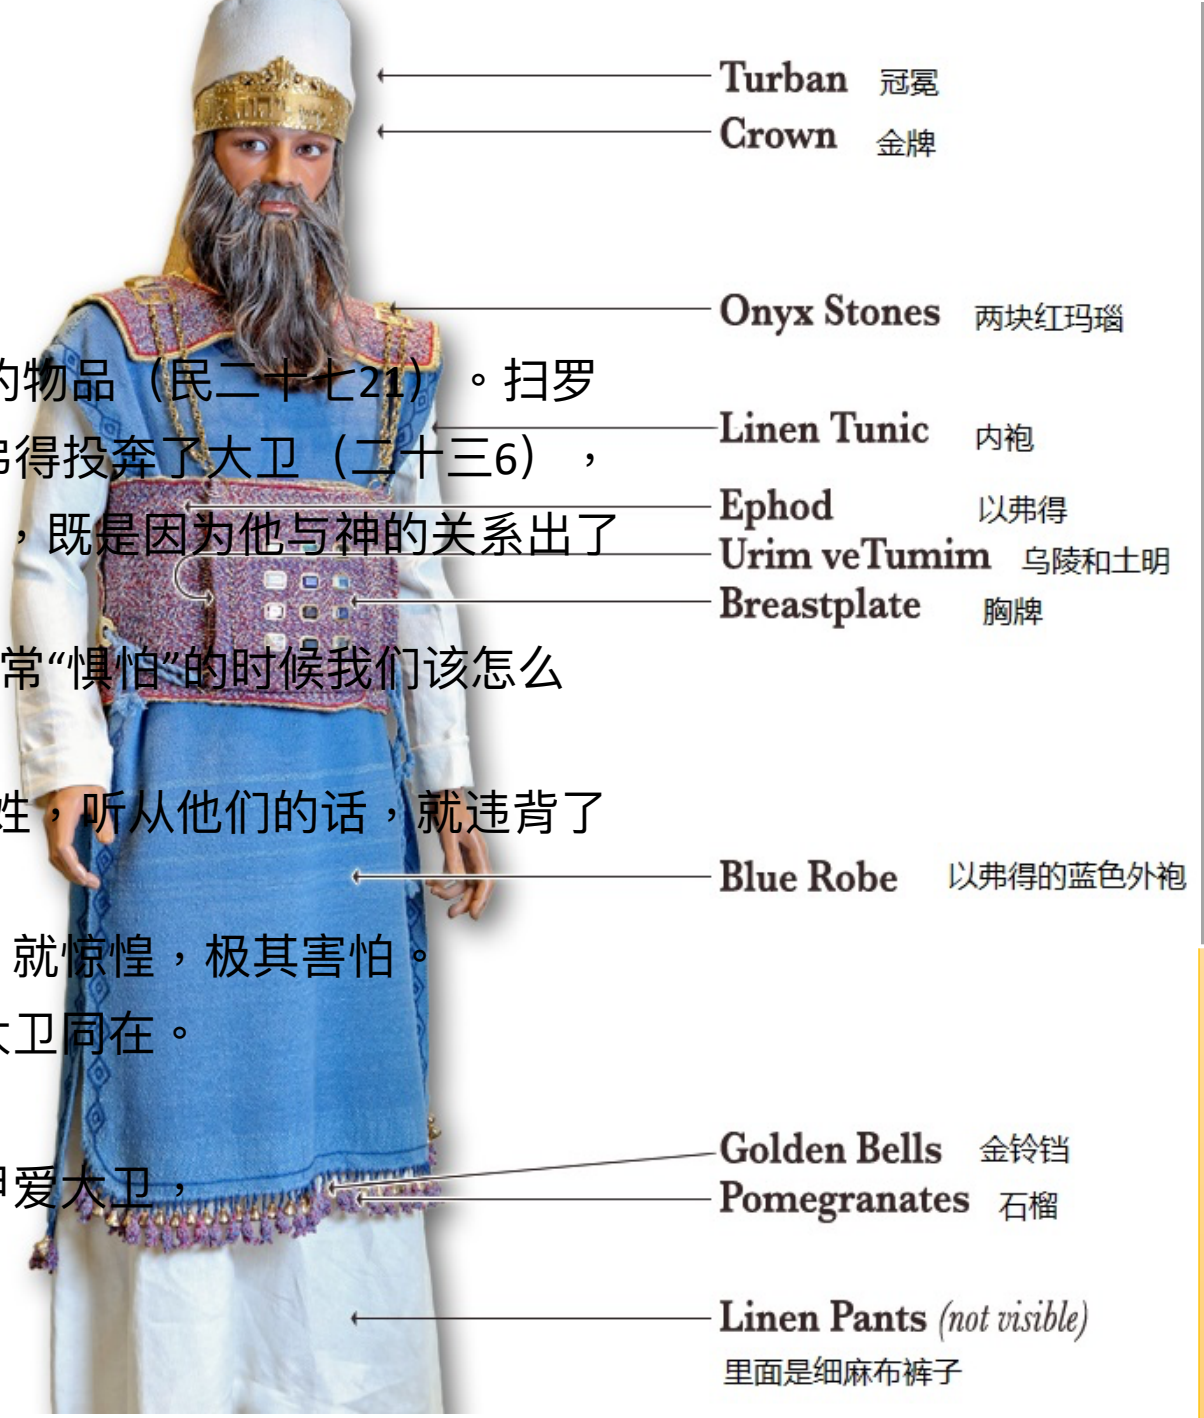 Turban 冠冕
Crown 金牌
Onyx Stones 两块红玛瑙
的物品（民二十七21）。扫罗
Linen Tunic 内袍
弗得投奔了大卫（二十三6），
Ephod 以弗得
，既是因为他与神的关系出了
Urim veTumim 乌陵和土明
Breastplate 胸牌
常“惧怕”的时候我们该怎么
姓，听从他们的话，就违背了
Blue Robe 以弗得的蓝色外袍
就惊惶，极其害怕。
大卫同在。
Golden Bells 金铃铛
爱大卫，
Pomegranates 石榴
Linen Pants (not visible)
里面是细麻布裤子